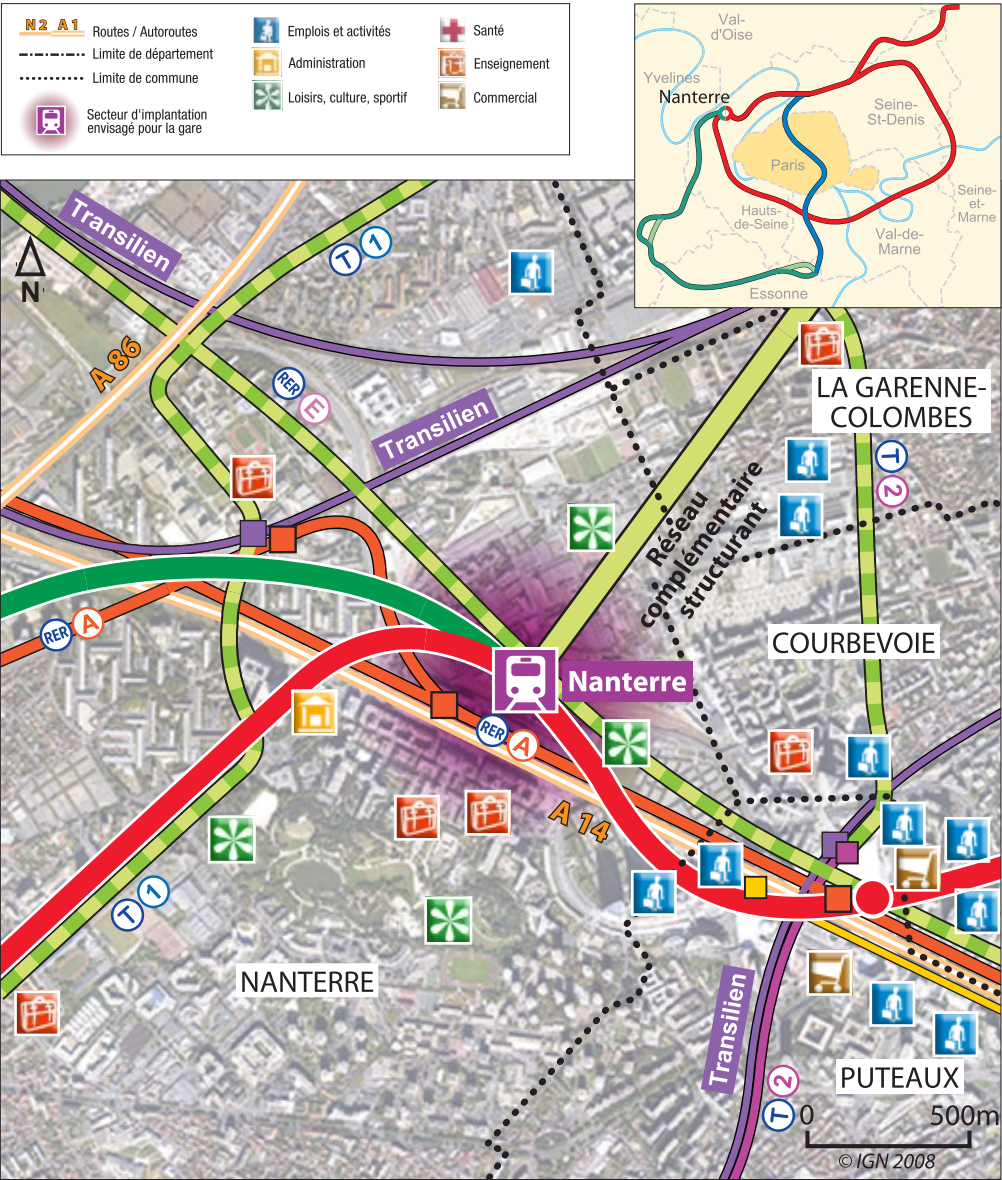 N2 A1
Routes / Autoroutes
Limite de département
Limite de commune
Secteur d'implantation
envisagé pour la gare
Emplois et activités
Administration
Loisirs, culture, sportif
Santé
Enseignement
Commercial
Val-
d'Oise
Yvelines
Nanterre
Seine-
St-Denis
Paris
Hauts-
de-Seine
Seine-
et-
Marne
Val-de-
Marne
Essonne
Transilien
T 1
N
A 86
RER E
Transilien
LA GARENNE-
COLOMBES
T
2
Réseau
complémentaire
structurant
RER A
COURBEVOIE
Nanterre
RER A
A 14
T 1
NANTERRE
Transilien
PUTEAUX
T 2
0 500m
© IGN 2008